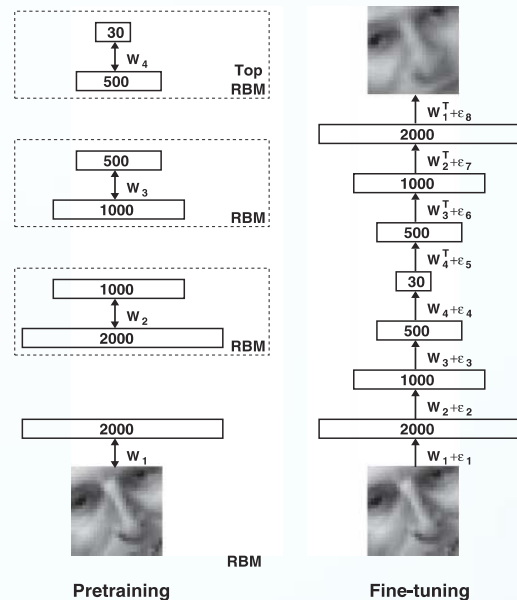 30
W₄
500
Top
RBM
500
W₃
1000
RBM
1000
W₂
2000
RBM
2000
W₁
RBM
Pretraining
W₁ᵀ+ε₈
2000
W₂ᵀ+ε₇
1000
W₃ᵀ+ε₆
500
W₄ᵀ+ε₅
30
W₄+ε₄
500
W₃+ε₃
1000
W₂+ε₂
2000
W₁+ε₁
Fine-tuning